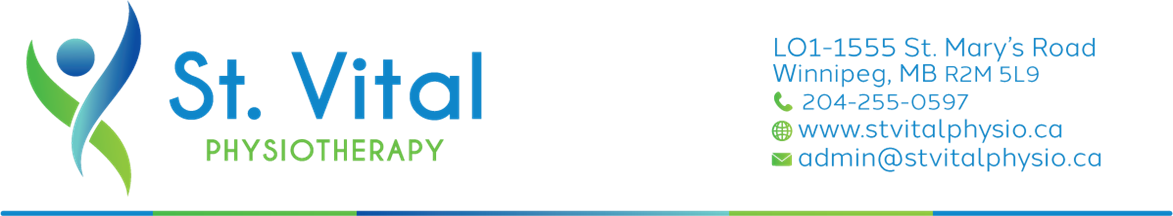 St. Vital
PHYSIOTHERAPY
LO1-1555 St. Mary's Road
Winnipeg, MB R2M 5L9
204-255-0597
www.stvitalphysio.ca
admin@stvitalphysio.ca